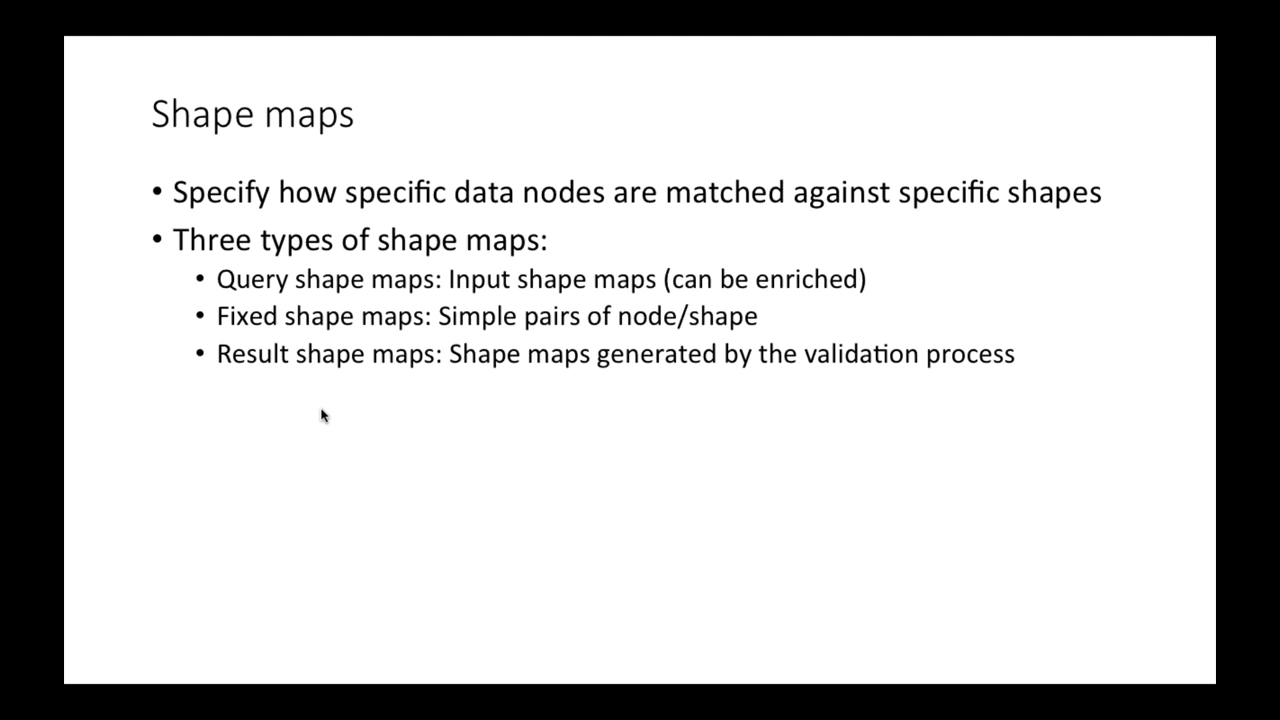 Shape maps
• Specify how specific data nodes are matched against specific shapes
• Three types of shape maps:
• Query shape maps: Input shape maps (can be enriched)
• Fixed shape maps: Simple pairs of node/shape
• Result shape maps: Shape maps generated by the validation process